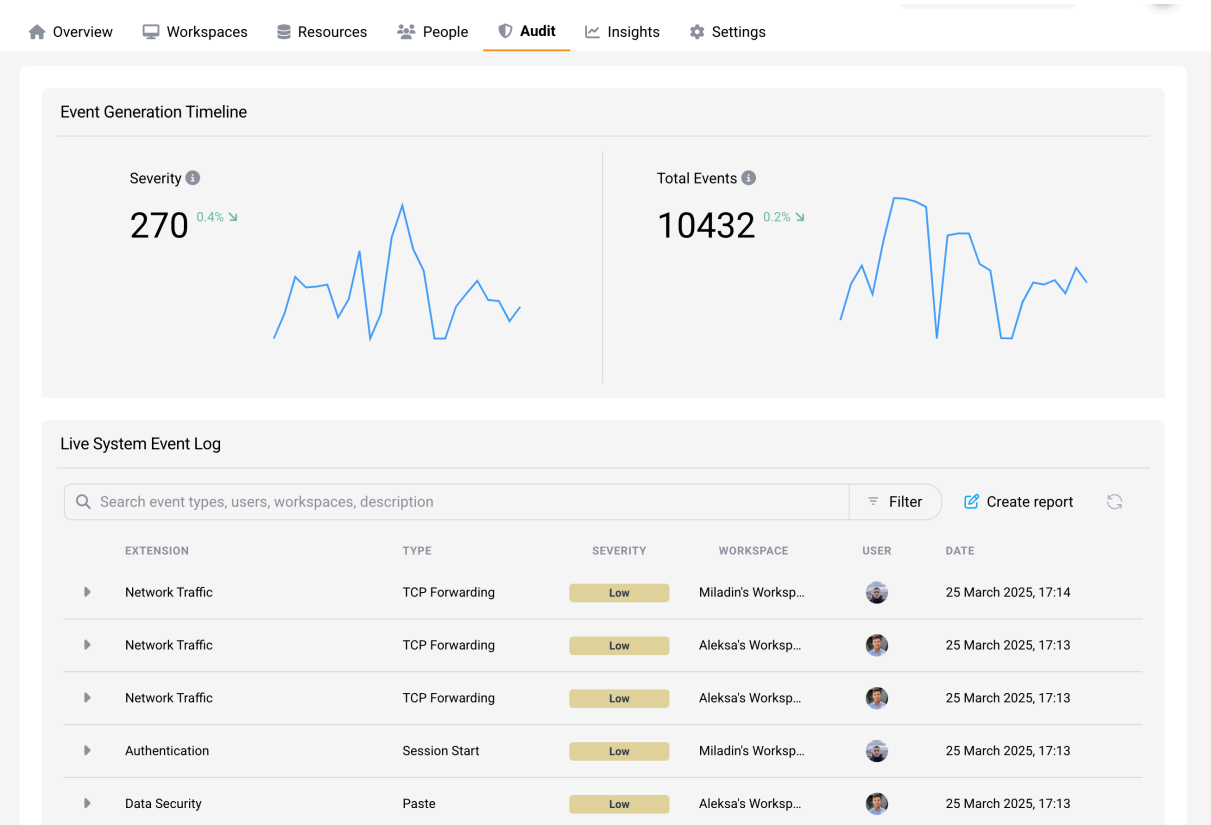 Overview Workspaces Resources People Audit Insights Settings
Event Generation Timeline
Severity
270 0.4%
Total Events
10432 0.2%
Live System Event Log
Search event types, users, workspaces, description Filter Create report
EXTENSION TYPE SEVERITY WORKSPACE USER DATE
Network Traffic TCP Forwarding Low Miladin's Worksp... 25 March 2025, 17:14
Network Traffic TCP Forwarding Low Aleksa's Worksp... 25 March 2025, 17:13
Network Traffic TCP Forwarding Low Aleksa's Worksp... 25 March 2025, 17:13
Authentication Session Start Low Miladin's Worksp... 25 March 2025, 17:13
Data Security Paste Low Aleksa's Worksp... 25 March 2025, 17:13